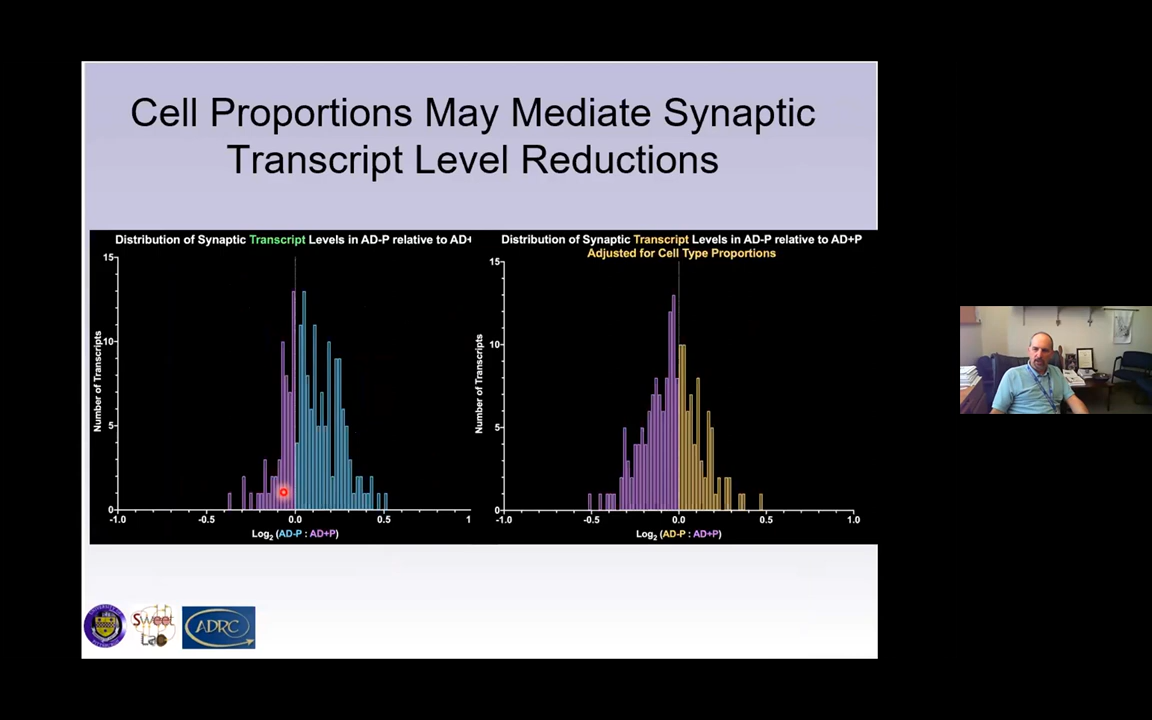 Cell Proportions May Mediate Synaptic
Transcript Level Reductions
Distribution of Synaptic Transcript Levels in AD-P relative to AD+
15
10
5
0
Number of Transcripts
-1.0 -0.5 0.0 0.5 1
Log2 (AD-P : AD+P)
Distribution of Synaptic Transcript Levels in AD-P relative to AD+P
Adjusted for Cell Type Proportions
15
10
5
0
Number of Transcripts
-1.0 -0.5 0.0 0.5 1.0
Log2 (AD-P : AD+P)
Sweet
Lab
ADRC